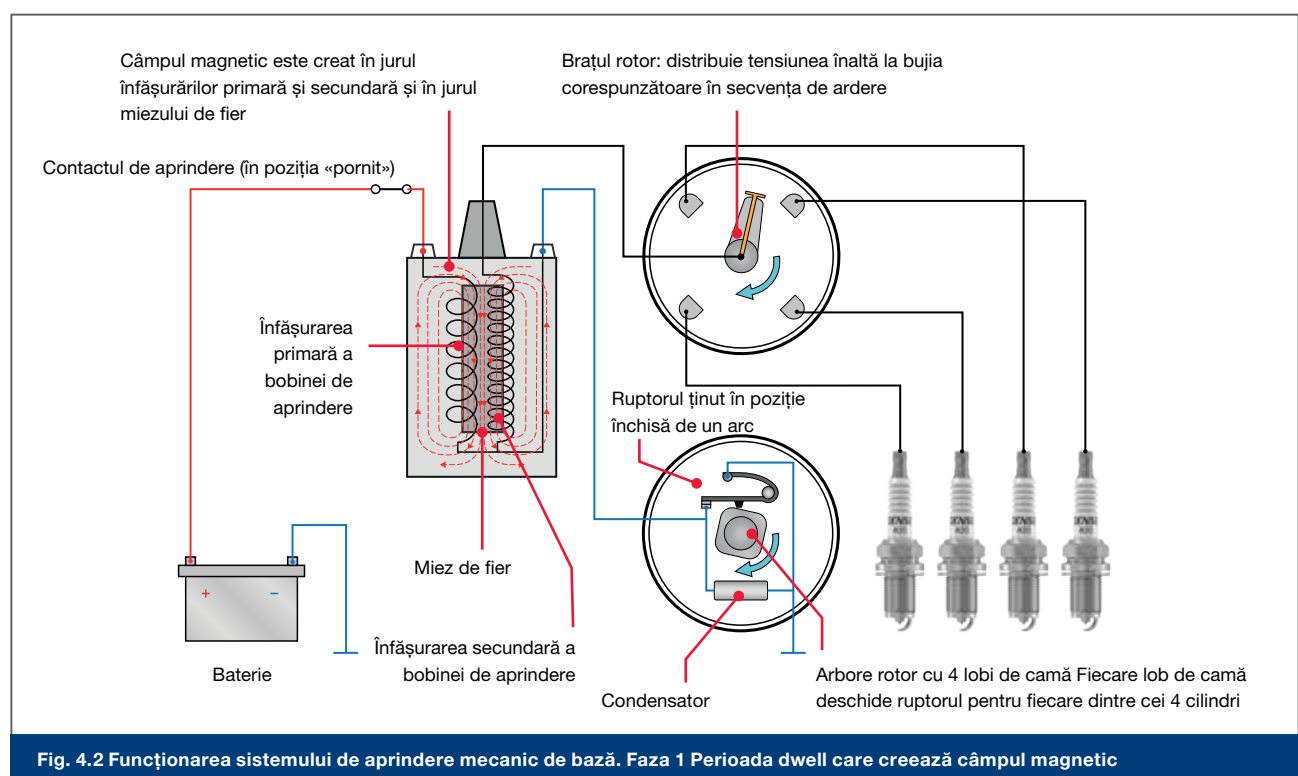 Câmpul magnetic este creat în jurul
înfășurărilor primară și secundară și în jurul
miezului de fier
Brațul rotor: distribuie tensiunea înaltă la bujia
corespunzătoare în secvența de ardere
Contactul de aprindere (în poziția «pornit»)
Înfășurarea
primară a
bobinei de
aprindere
Ruptorul ținut în poziție
închisă de un arc
Miez de fier
+ −
Baterie
Înfășurarea secundară a
bobinei de aprindere
Condensator
Arbore rotor cu 4 lobi de camă Fiecare lob de camă
deschide ruptorul pentru fiecare dintre cei 4 cilindri
Fig. 4.2 Funcționarea sistemului de aprindere mecanic de bază. Faza 1 Perioada dwell care creează câmpul magnetic